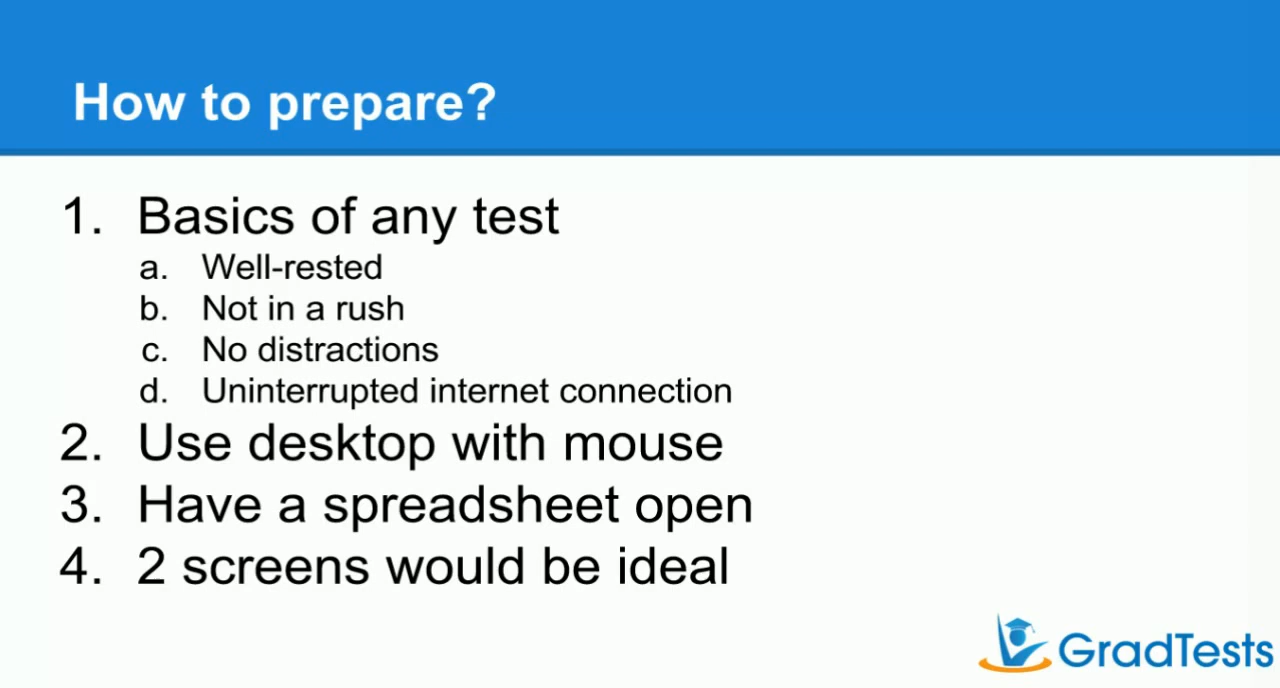 How to prepare?
1. Basics of any test
a. Well-rested
b. Not in a rush
c. No distractions
d. Uninterrupted internet connection
2. Use desktop with mouse
3. Have a spreadsheet open
4. 2 screens would be ideal
GradTests